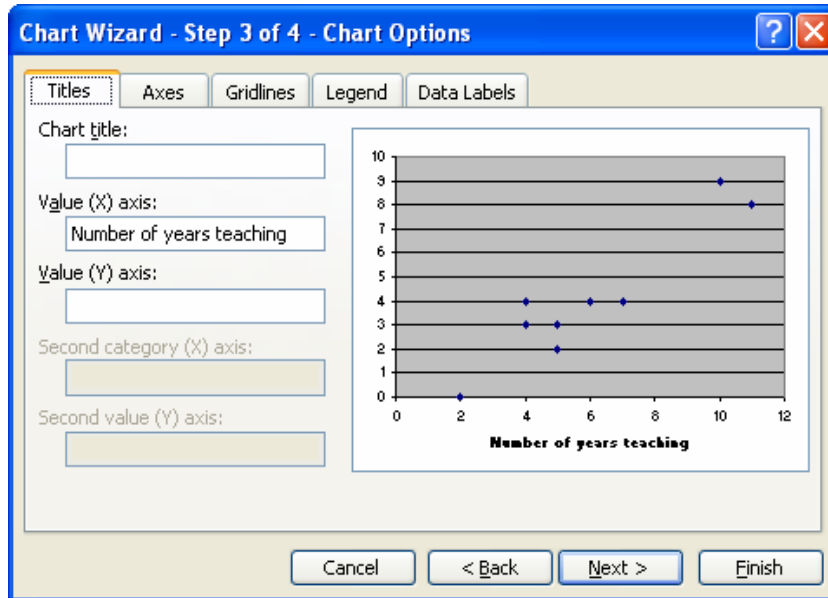 Chart Wizard - Step 3 of 4 - Chart Options
?
Titles
Axes
Gridlines
Legend
Data Labels
Chart title:
Value (X) axis:
Number of years teaching
Value (Y) axis:
Second category (X) axis:
Second value (Y) axis:
10
9
8
7
6
5
4
3
2
1
0
0 2 4 6 8 10 12
Number of years teaching
Cancel
< Back
Next >
Finish